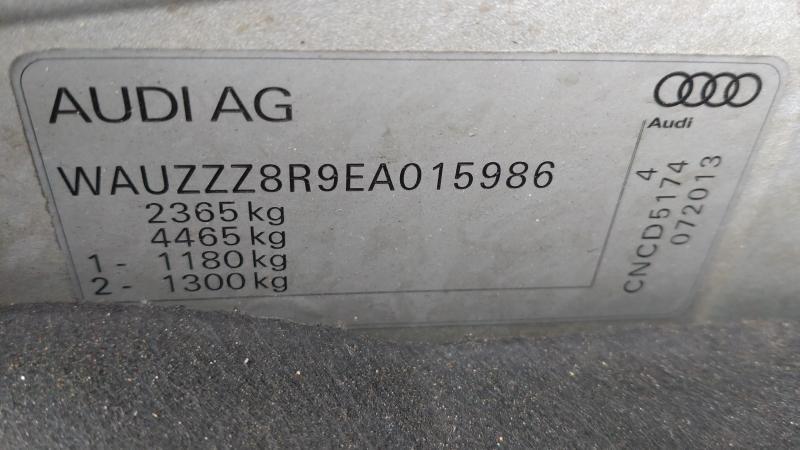 AUDI AG
Audi
WAUZZZ8R9EA015986
2365 kg
4465 kg
1 - 1180 kg
2 - 1300 kg
4
CNCD5174
072013